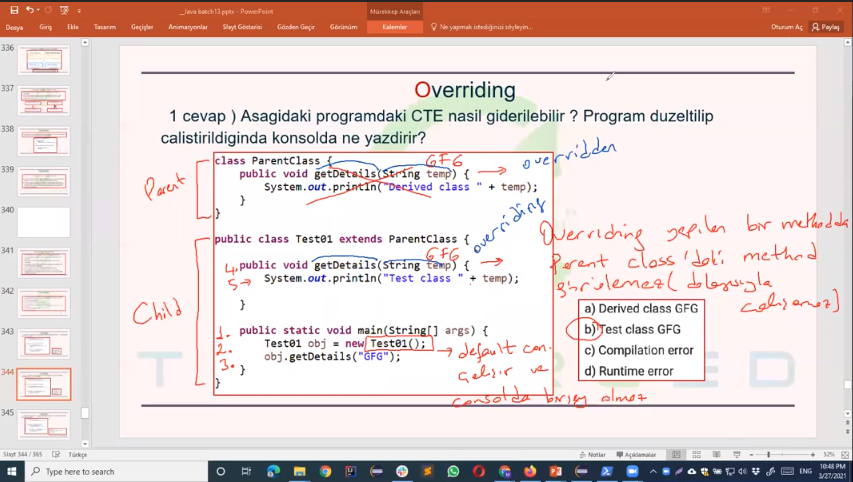 __Java batch13.pptx - PowerPoint
Mürekkep Araçları
Dosya Giriş Ekle Tasarım Geçişler Animasyonlar Slayt Gösterisi Gözden Geçir Görünüm Kalemler Ne yapmak istediğinizi söyleyin...
Oturum Aç Paylaş
336
337
338
339
340
341
342
343
344
345
Overriding
1 cevap ) Asagidaki programdaki CTE nasil giderilebilir ? Program duzeltilip
calistirildiginda konsolda ne yazdirir?
class ParentClass {
GFG
overridden
public void getDetails(String temp) {
System.out.println("Derived class " + temp);
}
}
Parent
public class Test01 extends ParentClass {
overriding
GFG
4. public void getDetails(String temp) {
5 System.out.println("Test class " + temp);
}
Child
1. public static void main(String[] args) {
2. Test01 obj = new Test01();
3. obj.getDetails("GFG");
}
}
default con.
calisir ve
consolda birsey olmaz
Overriding yapilan bir methodda
Parent class'daki method
calisamaz)
a) Derived class GFG
b) Test class GFG
c) Compilation error
d) Runtime error
Slayt 344 / 365 Türkçe
Notlar Açıklamalar 52%
Type here to search
ENG
10:48 PM
3/27/2021